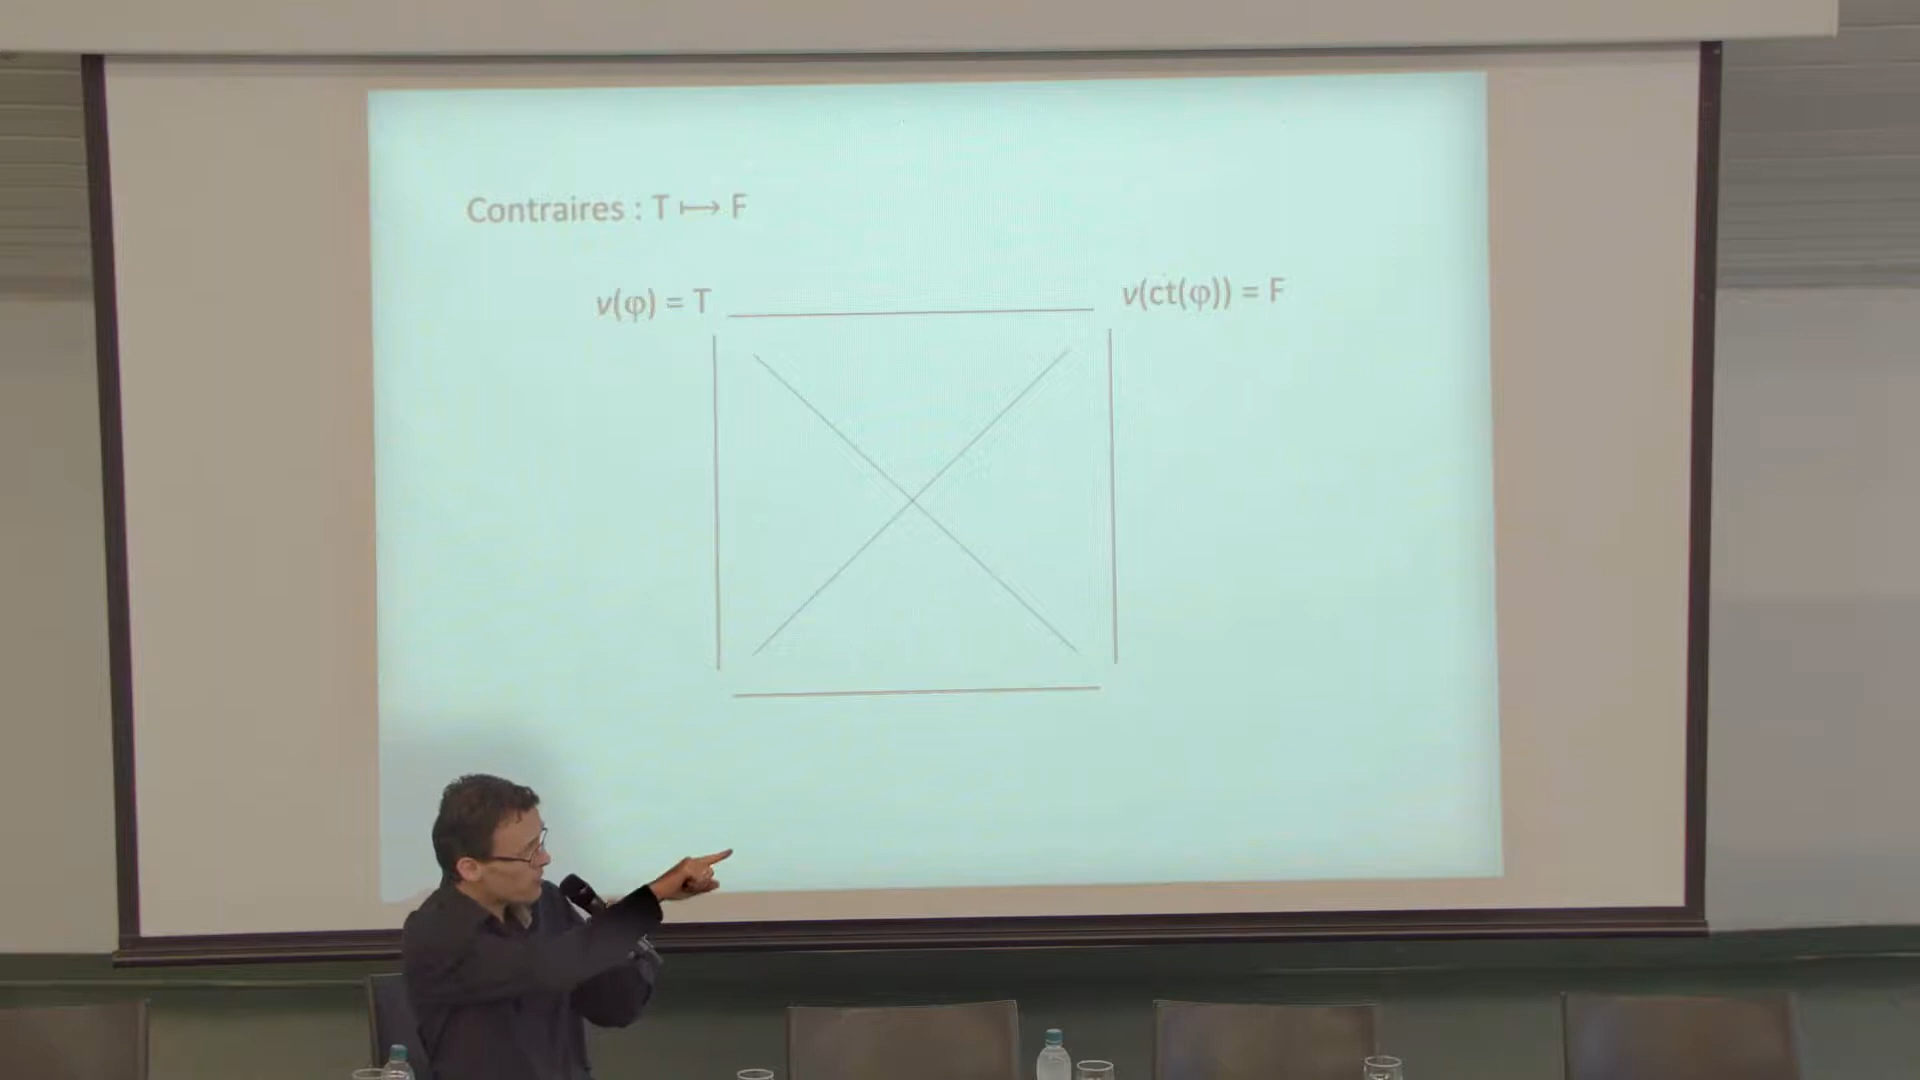 Contraires : T ⟼ F
v(φ) = T
v(ct(φ)) = F